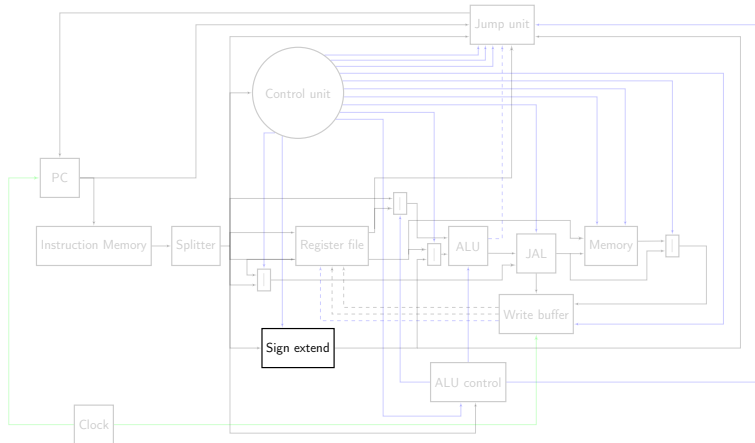 Jump unit
Control unit
PC
Instruction Memory
Splitter
Register file
ALU
JAL
Memory
Write buffer
Sign extend
ALU control
Clock